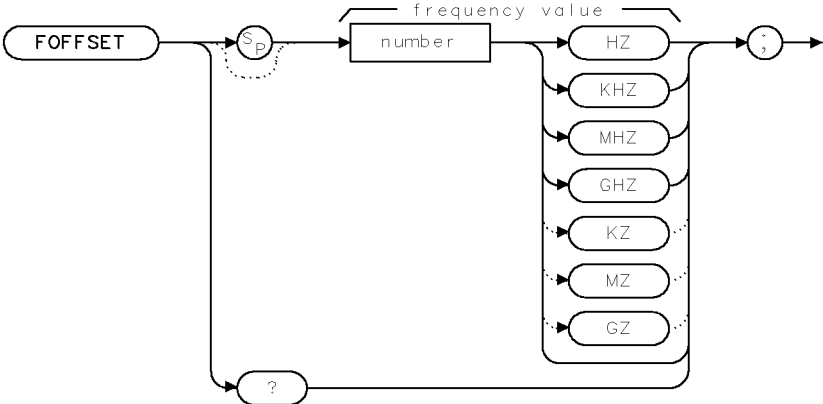 frequency value
FOFFSET
SP
number
HZ
;
KHZ
MHZ
GHZ
KZ
MZ
GZ
?